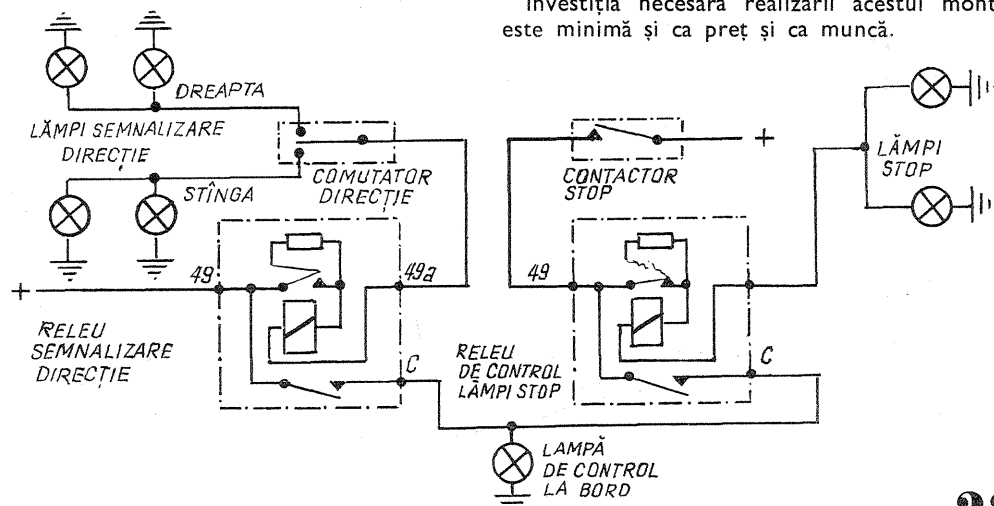 Investiția necesară realizării acestui mont
este minimă și ca preț și ca muncă.
DREAPTA
LĂMPI SEMNALIZARE
DIRECȚIE
STÎNGA
COMUTATOR
DIRECȚIE
CONTACTOR
STOP
+
LĂMPI
STOP
49
49a
49
+
RELEU
SEMNALIZARE
DIRECȚIE
C
RELEU
DE CONTROL
LĂMPI STOP
C
LAMPĂ
DE CONTROL
LA BORD